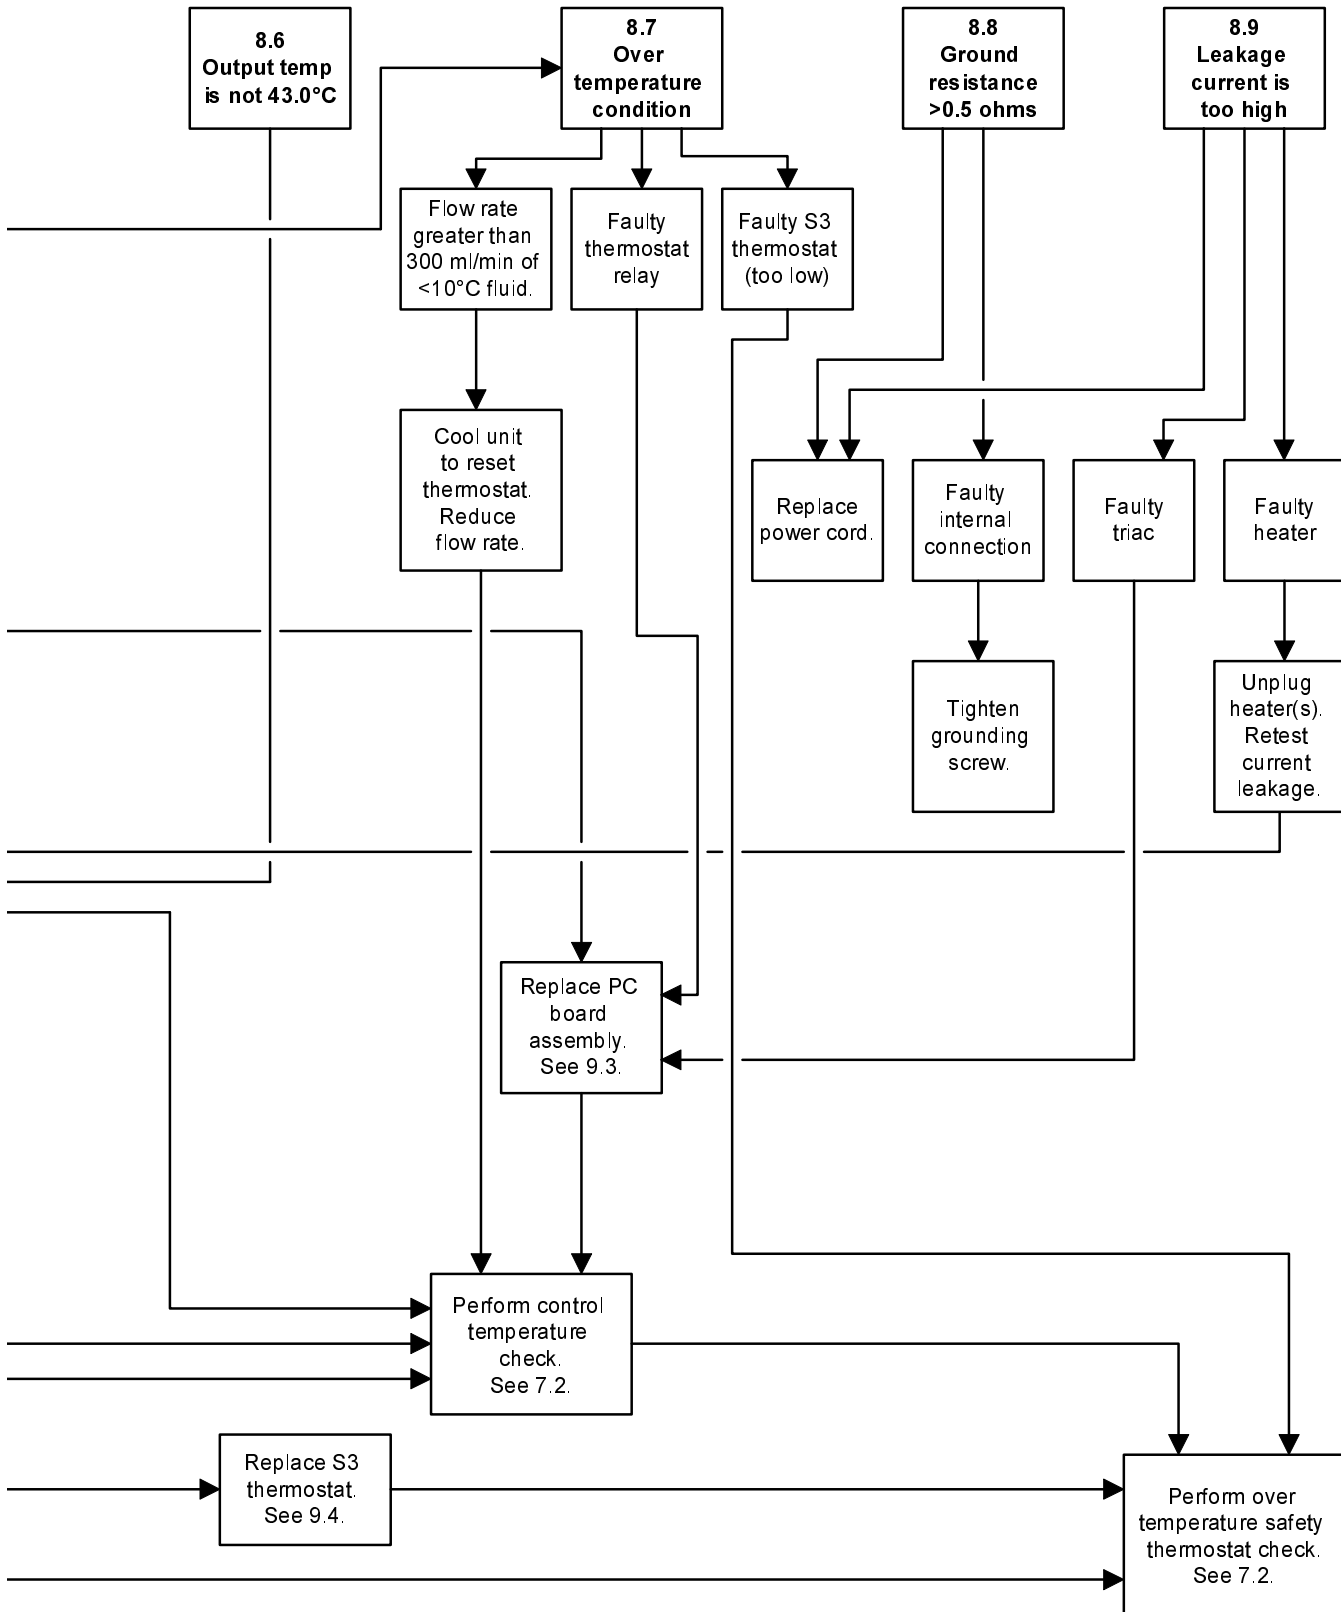 8.6
Output temp
is not 43.0°C
8.7
Over
temperature
condition
8.8
Ground
resistance
>0.5 ohms
8.9
Leakage
current is
too high
Flow rate
greater than
300 ml/min of
<10°C fluid.
Faulty
thermostat
relay
Faulty S3
thermostat
(too low)
Cool unit
to reset
thermostat.
Reduce
flow rate.
Replace
power cord.
Faulty
internal
connection
Faulty
triac
Faulty
heater
Tighten
grounding
screw.
Unplug
heater(s).
Retest
current
leakage.
Replace PC
board
assembly.
See 9.3.
Perform control
temperature
check.
See 7.2.
Replace S3
thermostat.
See 9.4.
Perform over
temperature safety
thermostat check.
See 7.2.